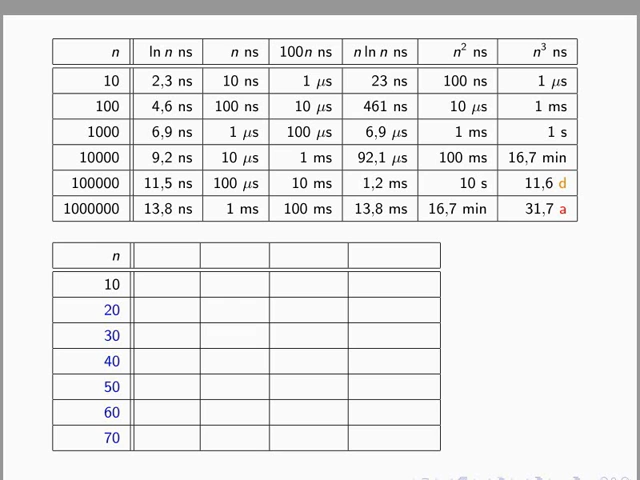 n ln n ns n ns 100n ns n ln n ns n² ns n³ ns
10 2,3 ns 10 ns 1 μs 23 ns 100 ns 1 μs
100 4,6 ns 100 ns 10 μs 461 ns 10 μs 1 ms
1000 6,9 ns 1 μs 100 μs 6,9 μs 1 ms 1 s
10000 9,2 ns 10 μs 1 ms 92,1 μs 100 ms 16,7 min
100000 11,5 ns 100 μs 10 ms 1,2 ms 10 s 11,6 d
1000000 13,8 ns 1 ms 100 ms 13,8 ms 16,7 min 31,7 a
n
10
20
30
40
50
60
70